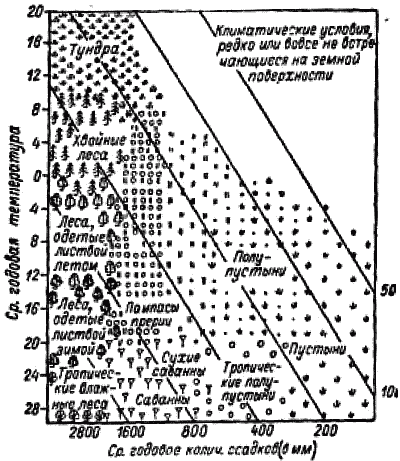 Климатические условия,
редко или вовсе не встре-
чающиеся на земной
поверхности
Тундра
Хвойные
леса
Леса,
одетые
листвой
летом
Леса,
одетые
листвой
зимой
Тропиче-
ские влаж-
ные леса
Пампасы
прерии
Сухие
саванны
Саванны
Полу-
пустыни
Тропиче-
ские полу-
пустыни
Пустыни
Ср. годовая температура
20
16
12
8
4
0
4
8
12
16
20
24
28
2800 1600 800 400 200 0
50
10
Ср. годовое колич. осадков (в мм)